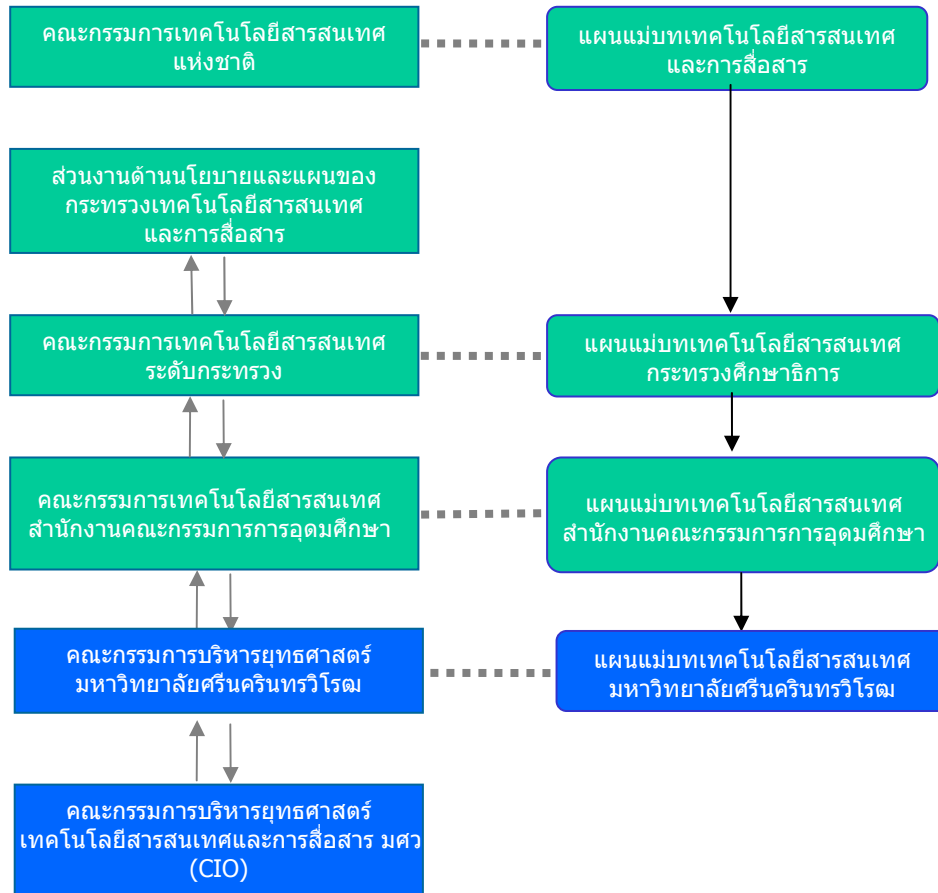 คณะกรรมการเทคโนโลยีสารสนเทศ
แห่งชาติ
แผนแม่บทเทคโนโลยีสารสนเทศ
และการสื่อสาร
ส่วนงานด้านนโยบายและแผนของ
กระทรวงเทคโนโลยีสารสนเทศ
และการสื่อสาร
คณะกรรมการเทคโนโลยีสารสนเทศ
ระดับกระทรวง
แผนแม่บทเทคโนโลยีสารสนเทศ
กระทรวงศึกษาธิการ
คณะกรรมการเทคโนโลยีสารสนเทศ
สำนักงานคณะกรรมการการอุดมศึกษา
แผนแม่บทเทคโนโลยีสารสนเทศ
สำนักงานคณะกรรมการการอุดมศึกษา
คณะกรรมการบริหารยุทธศาสตร์
มหาวิทยาลัยศรีนครินทรวิโรฒ
แผนแม่บทเทคโนโลยีสารสนเทศ
มหาวิทยาลัยศรีนครินทรวิโรฒ
คณะกรรมการบริหารยุทธศาสตร์
เทคโนโลยีสารสนเทศและการสื่อสาร มศว
(CIO)